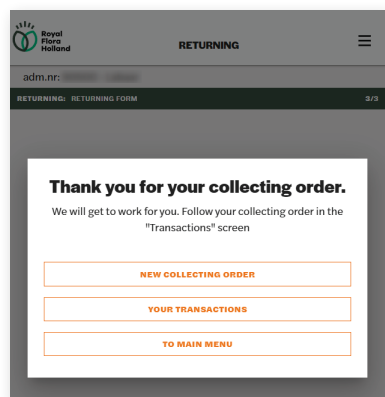 Royal
Flora
Holland
RETURNING
adm.nr:
RETURNING: RETURNING FORM 3/3
Thank you for your collecting order.
We will get to work for you. Follow your collecting order in the
"Transactions" screen
NEW COLLECTING ORDER
YOUR TRANSACTIONS
TO MAIN MENU